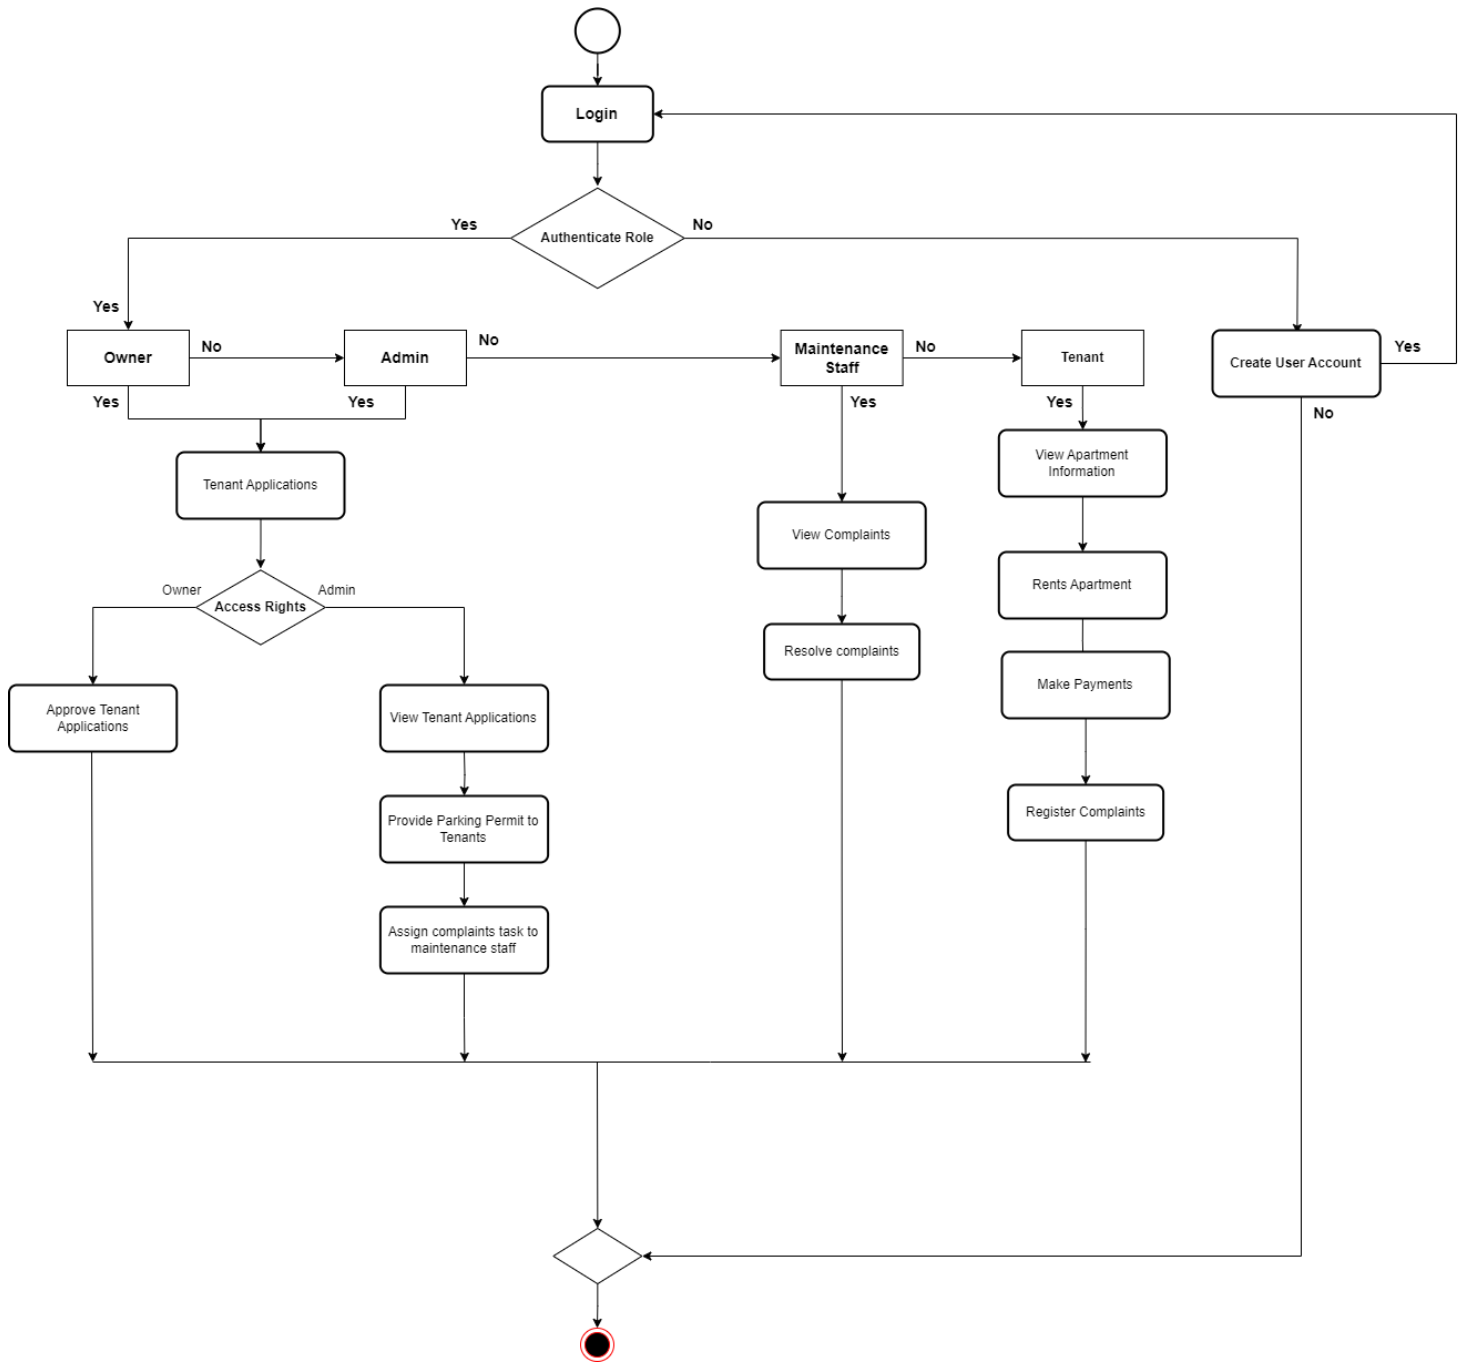 Login
Yes
No
Authenticate Role
Yes
Owner
No
Admin
No
Maintenance
Staff
No
Tenant
Create User Account
Yes
Yes
Yes
Yes
Yes
No
Tenant Applications
View Apartment
Information
View Complaints
Rents Apartment
Owner
Admin
Access Rights
Resolve complaints
Make Payments
Approve Tenant
Applications
View Tenant Applications
Provide Parking Permit to
Tenants
Register Complaints
Assign complaints task to
maintenance staff